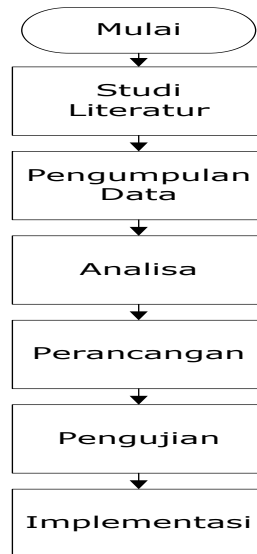 Mulai
Studi
Literatur
Pengumpulan
Data
Analisa
Perancangan
Pengujian
Implementasi